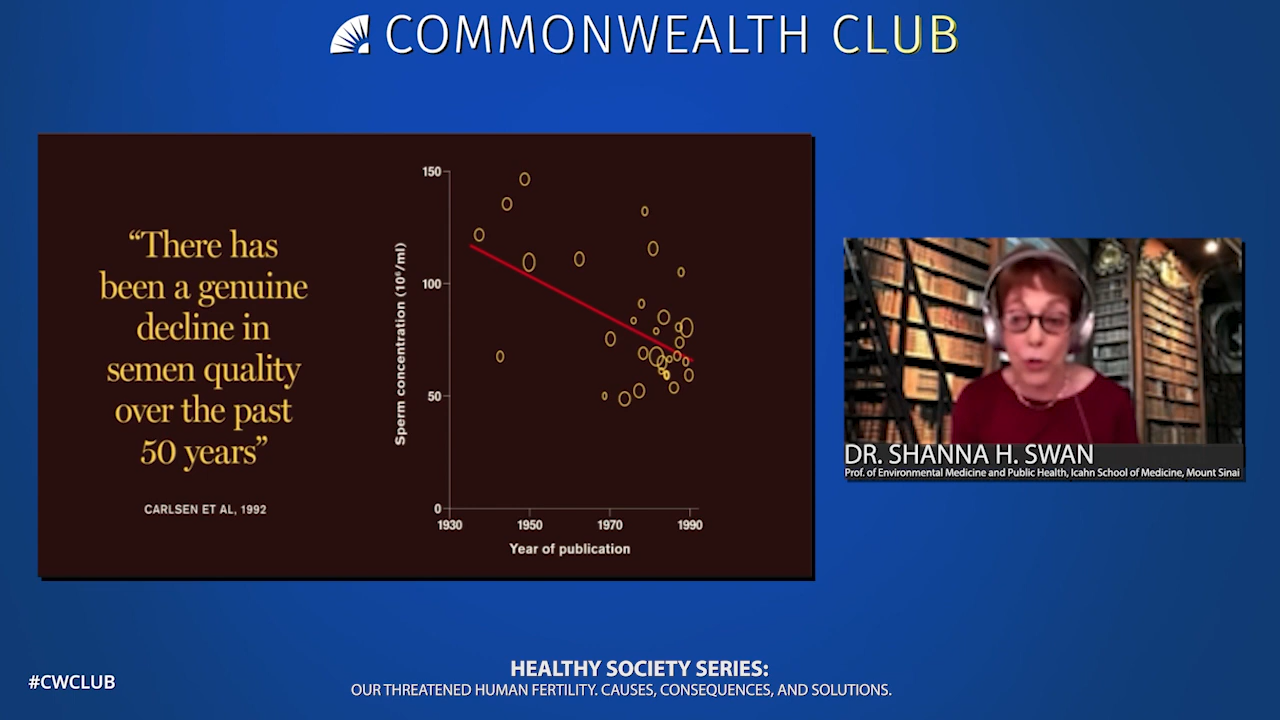 COMMONWEALTH CLUB
“There has
been a genuine
decline in
semen quality
over the past
50 years”
CARLSEN ET AL, 1992
Sperm concentration (10⁶/ml)
150
100
50
0
1930
1950
1970
1990
Year of publication
DR. SHANNA H. SWAN
Prof. of Environmental Medicine and Public Health, Icahn School of Medicine, Mount Sinai
#CWCLUB
HEALTHY SOCIETY SERIES:
OUR THREATENED HUMAN FERTILITY. CAUSES, CONSEQUENCES, AND SOLUTIONS.